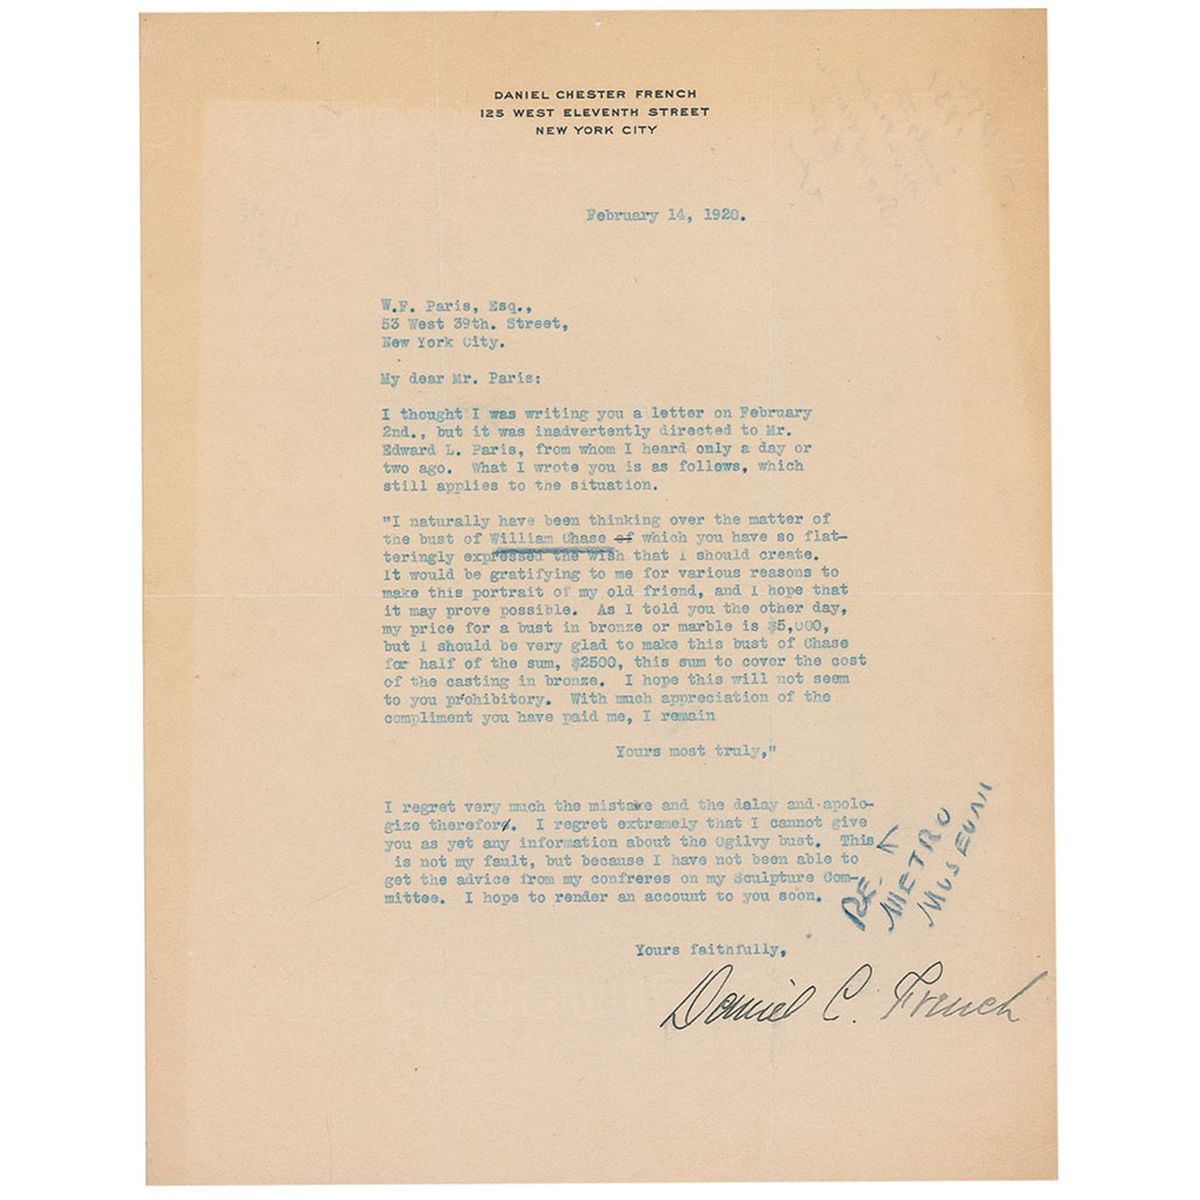 DANIEL CHESTER FRENCH
125 WEST ELEVENTH STREET
NEW YORK CITY
February 14, 1920.
W.F. Paris, Esq.,
53 West 39th. Street,
New York City.
My dear Mr. Paris:
I thought I was writing you a letter on February
2nd., but it was inadvertently directed to Mr.
Edward L. Paris, from whom I heard only a day or
two ago. What I wrote you is as follows, which
still applies to the situation.
"I naturally have been thinking over the matter of
the bust of William Chase of which you have so flat-
teringly expressed the wish that I should create.
It would be gratifying to me for various reasons to
make this portrait of my old friend, and I hope that
it may prove possible. As I told you the other day,
my price for a bust in bronze or marble is $5,000,
but I should be very glad to make this bust of Chase
for half of the sum, $2500, this sum to cover the cost
of the casting in bronze. I hope this will not seem
to you prohibitory. With much appreciation of the
compliment you have paid me, I remain
Yours most truly,"
I regret very much the mistake and the dalay and apolo-
gize therefor. I regret extremely that I cannot give
you as yet any information about the Ogilvy bust. This
is not my fault, but because I have not been able to
get the advice from my confreres on my Sculpture Com-
mittee. I hope to render an account to you soon.
RE.
METRO
MUSEUM
Yours faithfully,
Daniel C. French